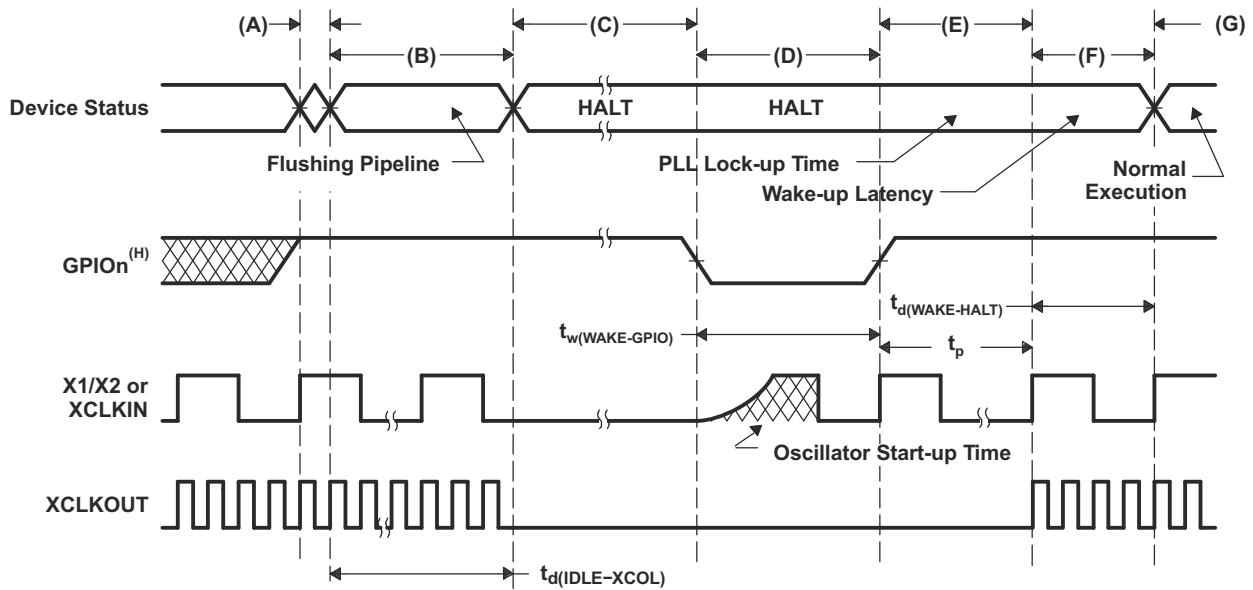 (A)
(B)
(C)
(D)
(E)
(F)
(G)
Device Status
HALT
HALT
Flushing Pipeline
PLL Lock-up Time
Wake-up Latency
Normal
Execution
GPIOn(H)
td(WAKE-HALT)
tw(WAKE-GPIO)
tp
X1/X2 or
XCLKIN
Oscillator Start-up Time
XCLKOUT
td(IDLE−XCOL)